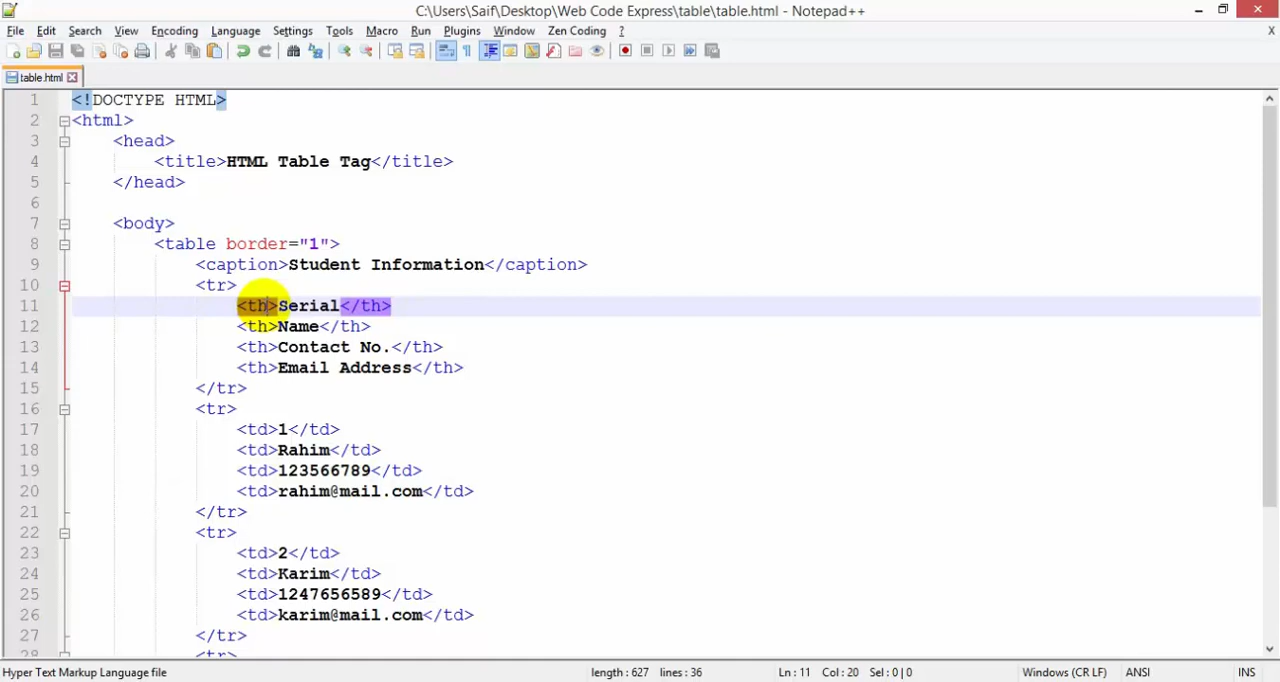 C:\Users\Saif\Desktop\Web Code Express\table\table.html - Notepad++
File Edit Search View Encoding Language Settings Tools Macro Run Plugins Window Zen Coding ? X
table.html
1 <!DOCTYPE HTML>
2 <html>
3 <head>
4 <title>HTML Table Tag</title>
5 </head>
6
7 <body>
8 <table border="1">
9 <caption>Student Information</caption>
10 <tr>
11 <th>Serial</th>
12 <th>Name</th>
13 <th>Contact No.</th>
14 <th>Email Address</th>
15 </tr>
16 <tr>
17 <td>1</td>
18 <td>Rahim</td>
19 <td>123566789</td>
20 <td>rahim@mail.com</td>
21 </tr>
22 <tr>
23 <td>2</td>
24 <td>Karim</td>
25 <td>1247656589</td>
26 <td>karim@mail.com</td>
27 </tr>
28 <tr>
Hyper Text Markup Language file length : 627 lines : 36 Ln : 11 Col : 20 Sel : 0 | 0 Windows (CR LF) ANSI INS